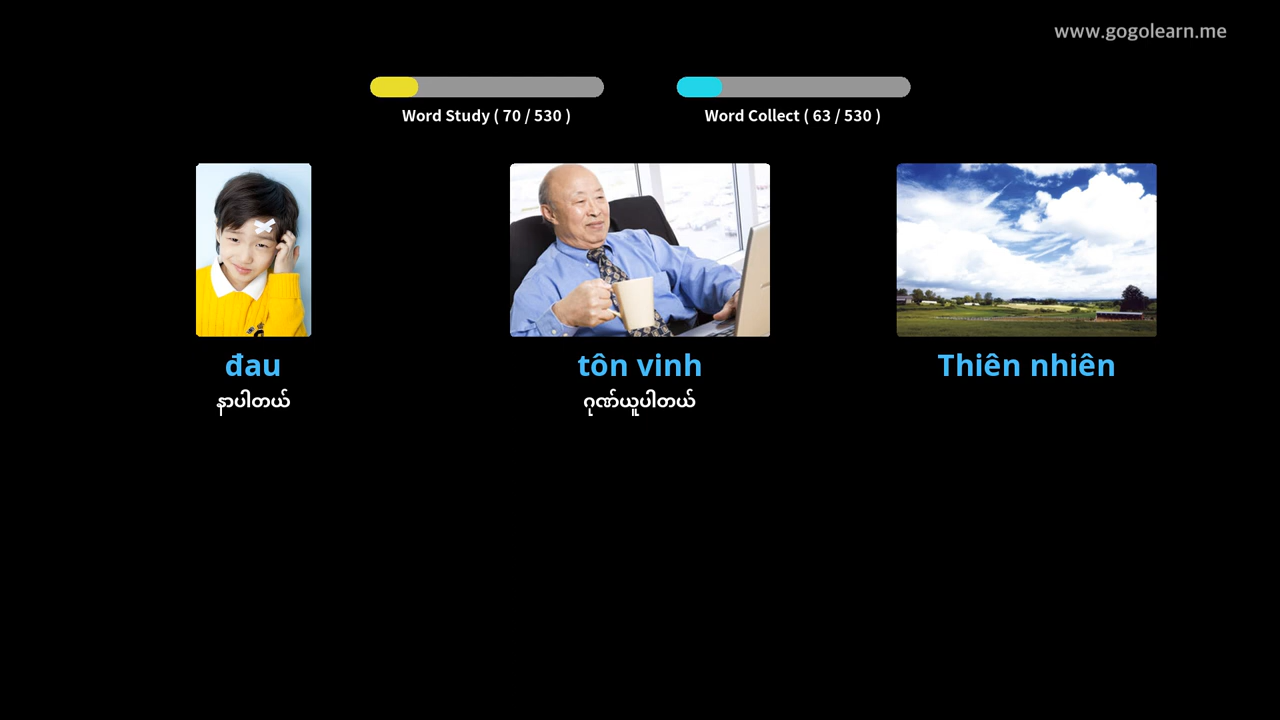 www.gogolearn.me
Word Study ( 70 / 530 )
Word Collect ( 63 / 530 )
đau
tôn vinh
Thiên nhiên
နာပါတယ်
ဂုဏ်ယူပါတယ်